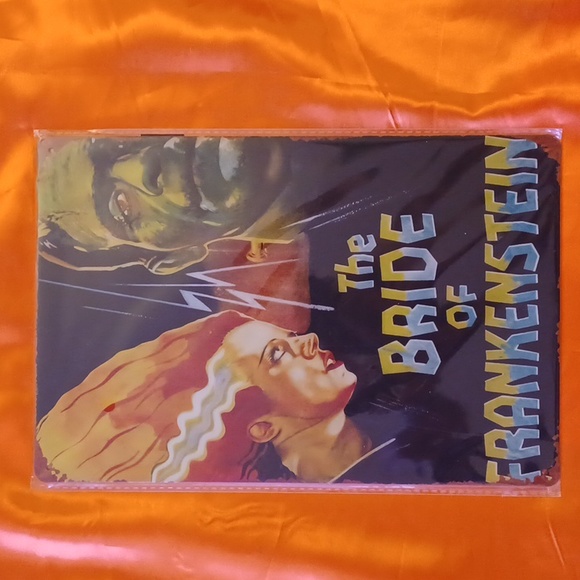 The
BRIDE
OF
FRANKENSTEIN